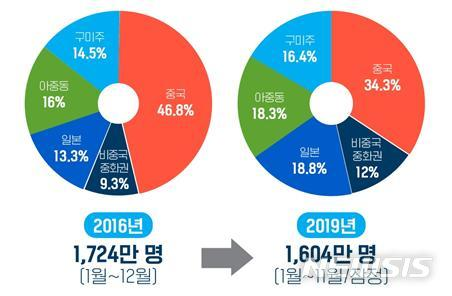 구미주
14.5%
중국
46.8%
아중동
16%
일본
13.3%
비중국
중화권
9.3%
2016년
1,724만 명
(1월~12월)
구미주
16.4%
중국
34.3%
아중동
18.3%
일본
18.8%
비중국
중화권
12%
2019년
1,604만 명
(1월~11월/잠정)
NEWSIS